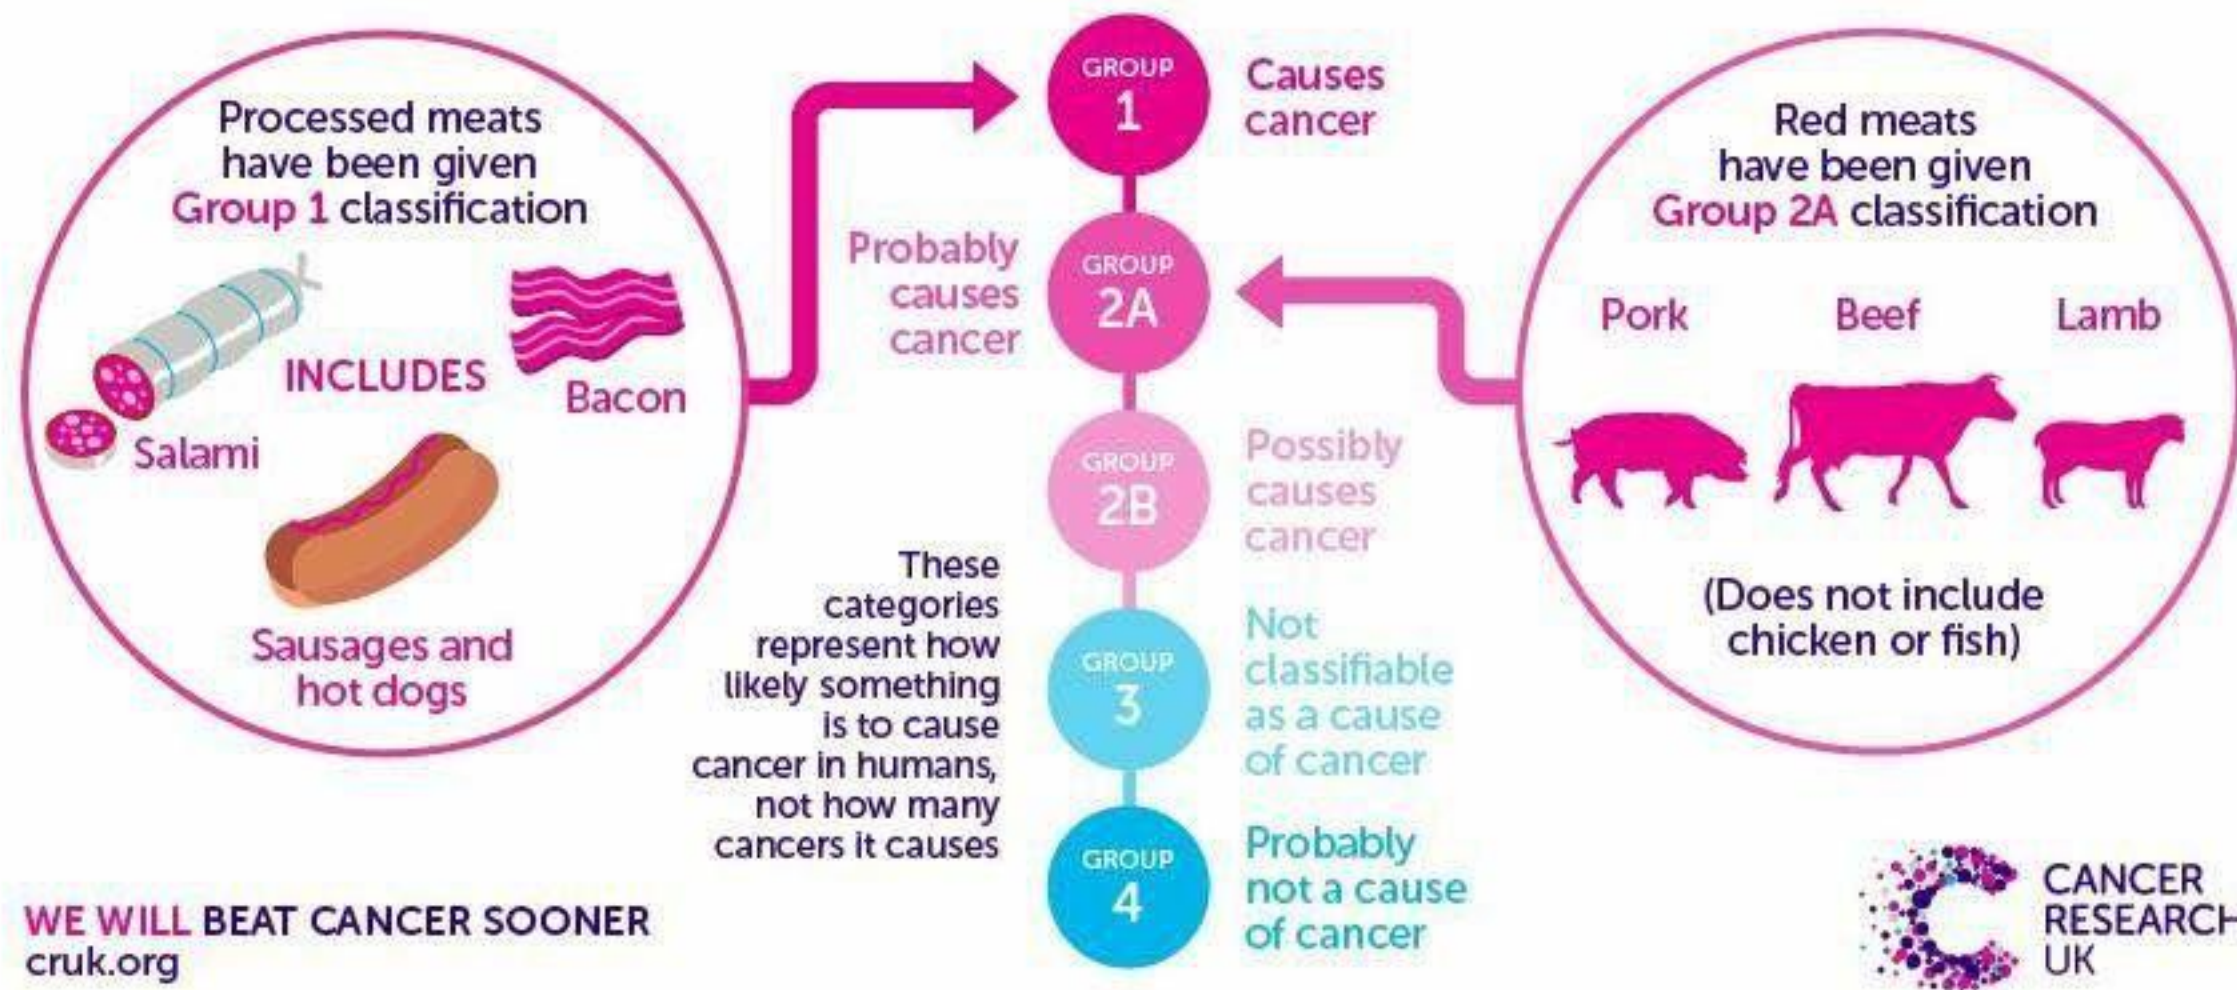 Processed meats
have been given
Group 1 classification
INCLUDES
Salami
Bacon
Sausages and
hot dogs
GROUP
1
Causes
cancer
GROUP
2A
Probably
causes
cancer
GROUP
2B
Possibly
causes
cancer
GROUP
3
Not
classifiable
as a cause
of cancer
GROUP
4
Probably
not a cause
of cancer
These
categories
represent how
likely something
is to cause
cancer in humans,
not how many
cancers it causes
Red meats
have been given
Group 2A classification
Pork
Beef
Lamb
(Does not include
chicken or fish)
WE WILL BEAT CANCER SOONER
cruk.org
CANCER
RESEARCH
UK